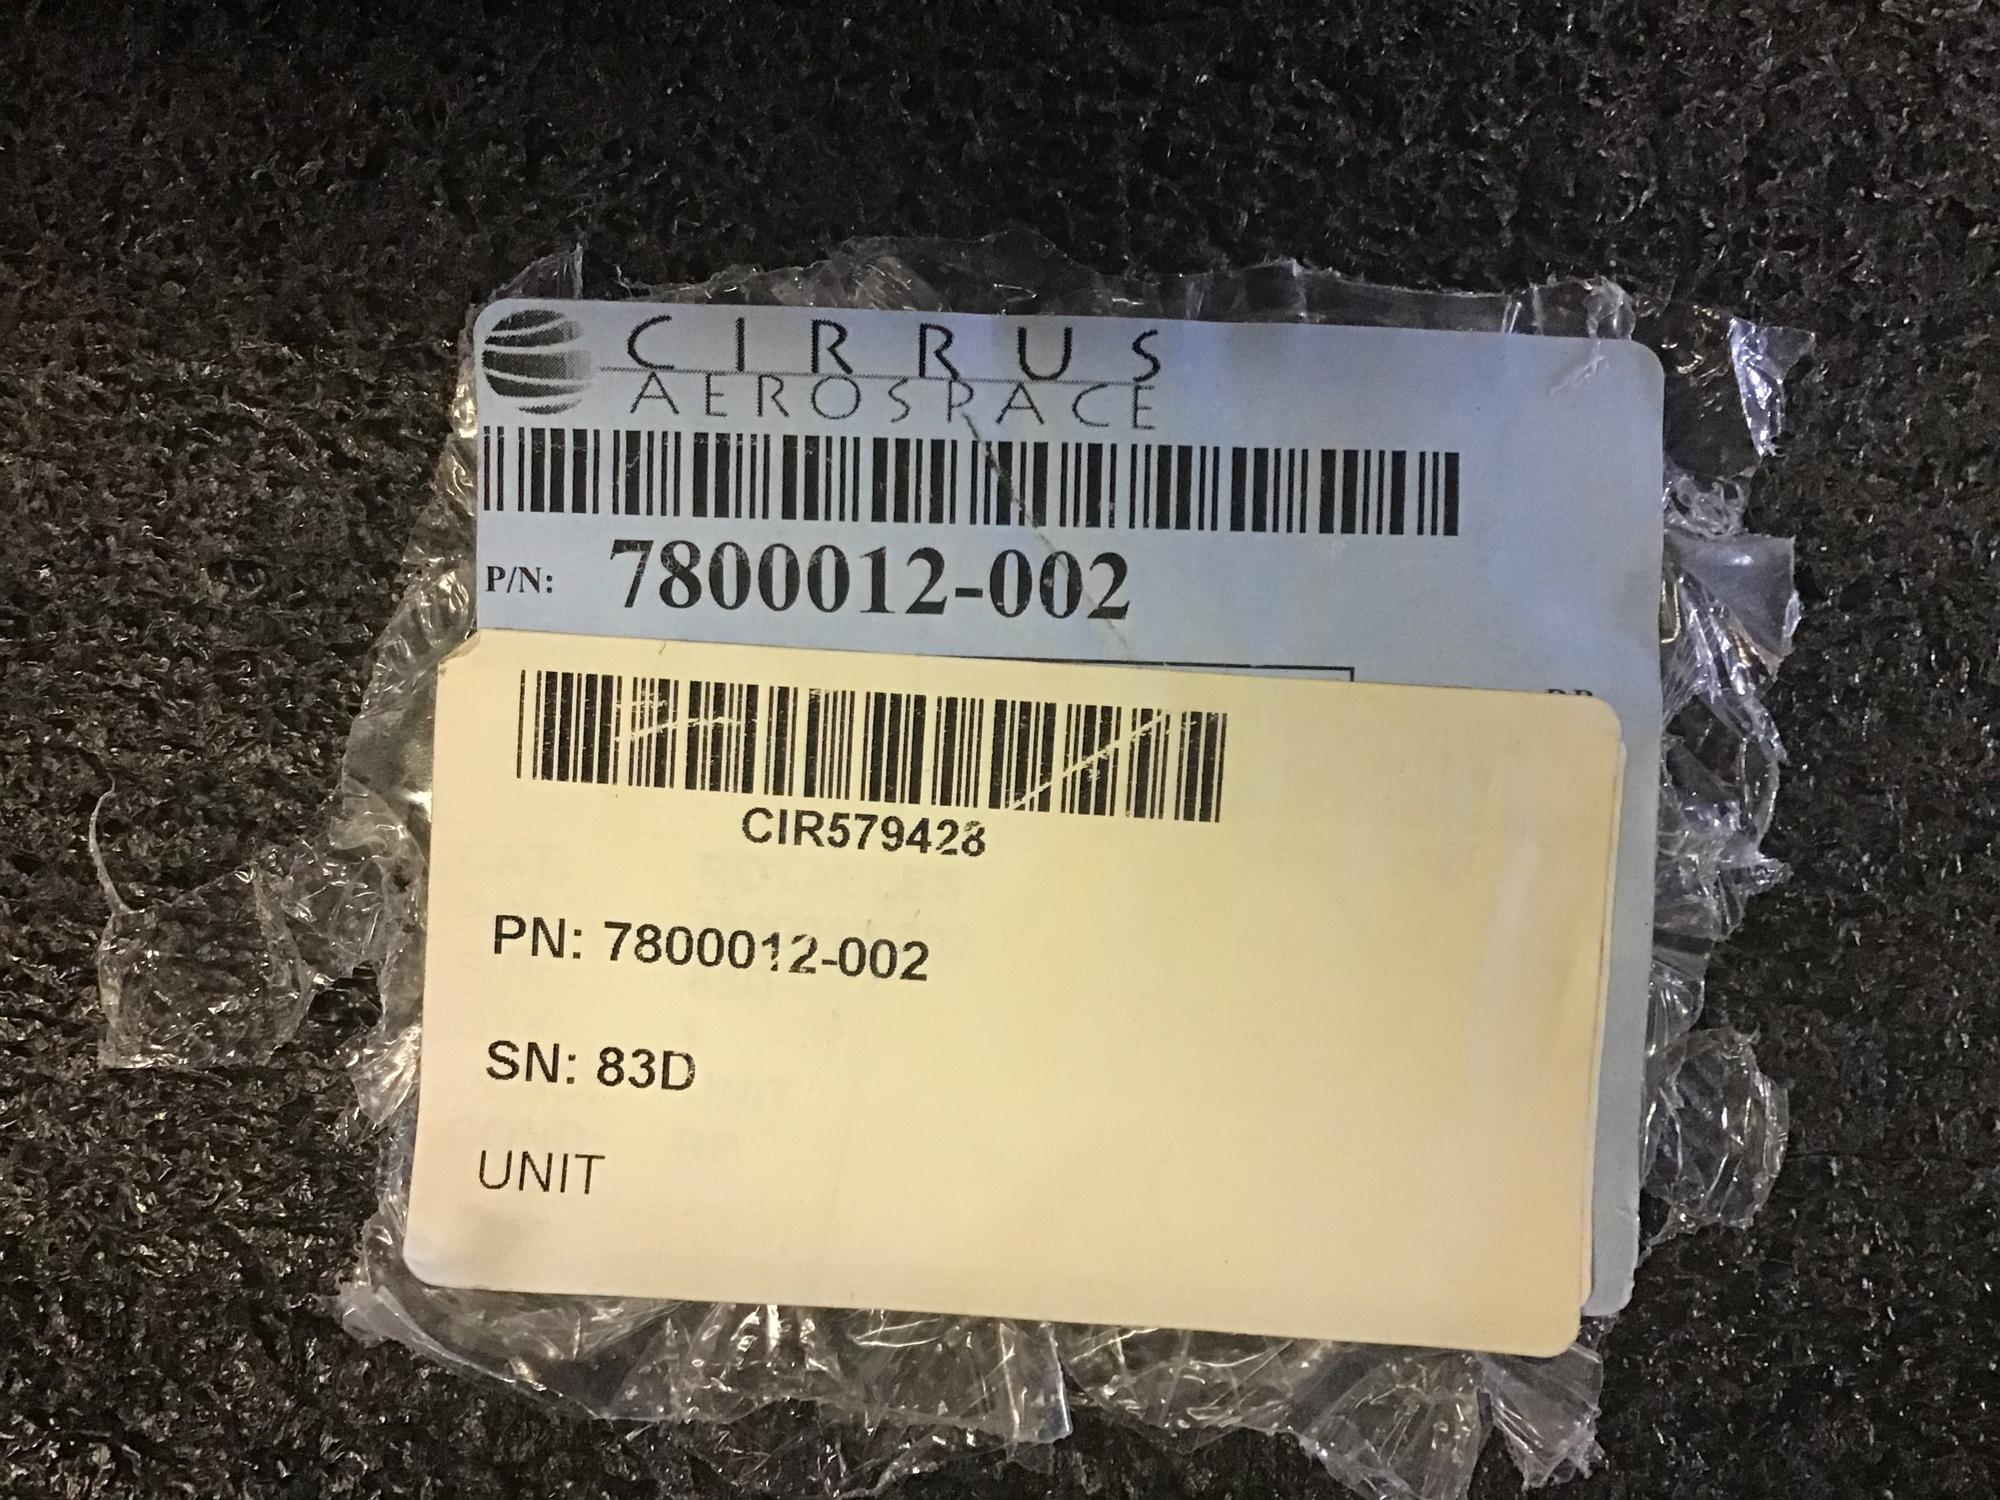 CIRRUS
AEROSPACE
P/N: 7800012-002
CIR579428
PN: 7800012-002
SN: 83D
UNIT